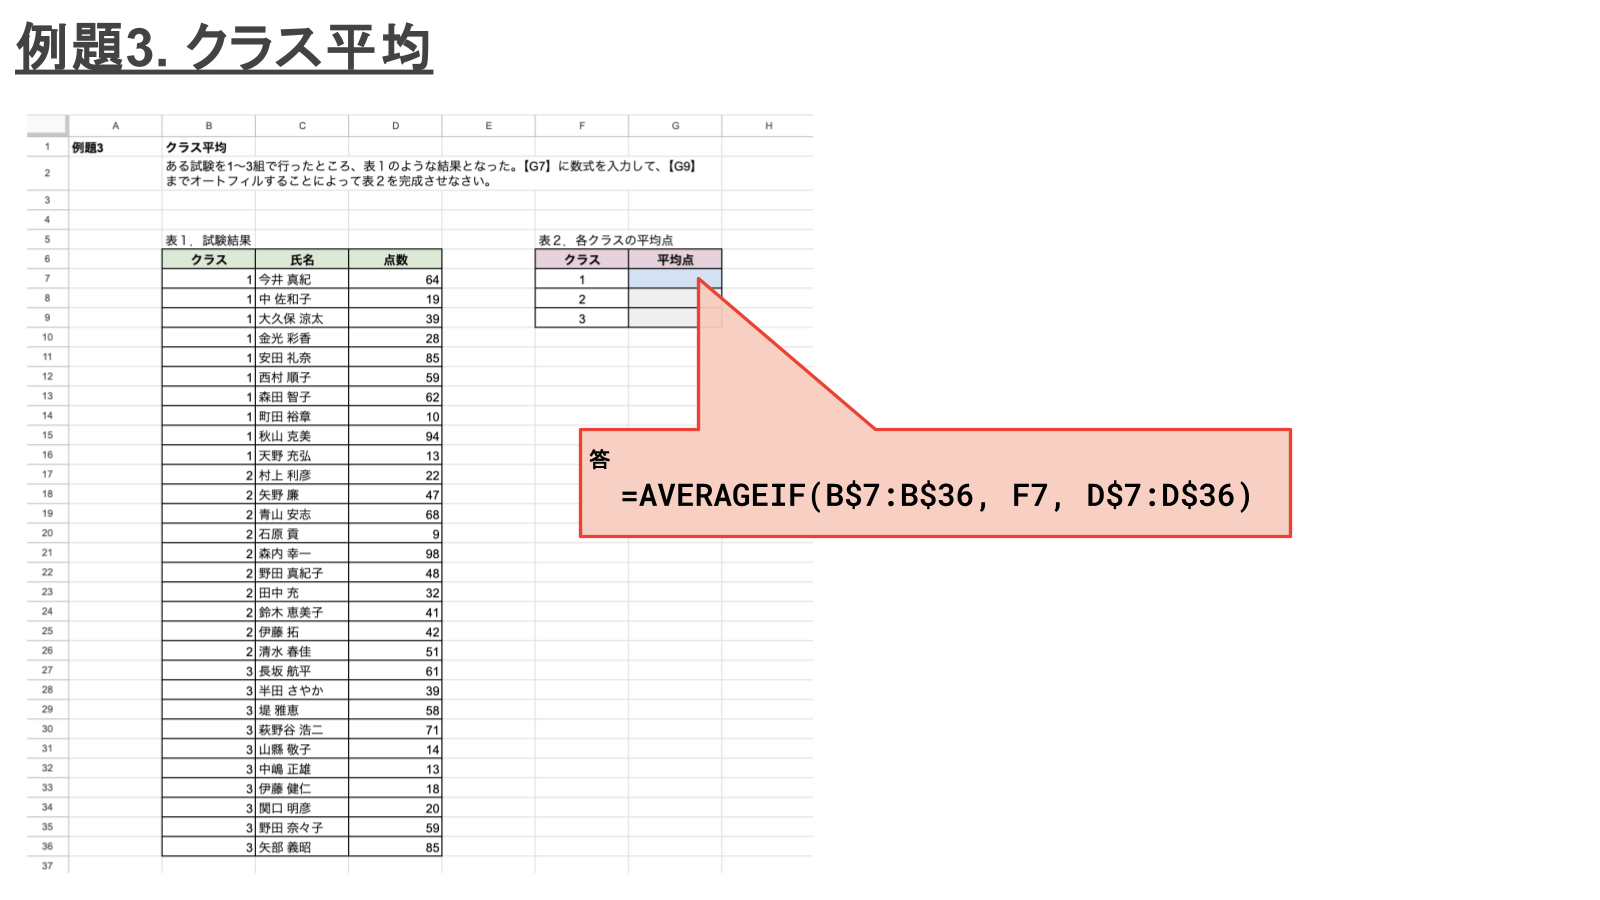 例題3. クラス平均
A B C D E F G H
1 例題3 クラス平均
2 ある試験を1〜3組で行ったところ、表１のような結果となった。【G7】に数式を入力して、【G9】
までオートフィルすることによって表２を完成させなさい。
3
4
5 表１．試験結果 表２．各クラスの平均点
6 クラス 氏名 点数 クラス 平均点
7 1 今井 真紀 64 1
8 1 中 佐和子 19 2
9 1 大久保 涼太 39 3
10 1 金光 彩香 28
11 1 安田 礼奈 85
12 1 西村 順子 59
13 1 森田 智子 62
14 1 町田 裕章 10
15 1 秋山 克美 94
16 1 天野 充弘 13
17 2 村上 利彦 22
18 2 矢野 廉 47
19 2 青山 安志 68
20 2 石原 貢 9
21 2 森内 幸一 98
22 2 野田 真紀子 48
23 2 田中 充 32
24 2 鈴木 恵美子 41
25 2 伊藤 拓 42
26 2 清水 春佳 51
27 3 長坂 航平 61
28 3 半田 さやか 39
29 3 堤 雅恵 58
30 3 萩野谷 浩二 71
31 3 山縣 敬子 14
32 3 中嶋 正雄 13
33 3 伊藤 健仁 18
34 3 関口 明彦 20
35 3 野田 奈々子 59
36 3 矢部 義昭 85
37
答
=AVERAGEIF(B$7:B$36, F7, D$7:D$36)